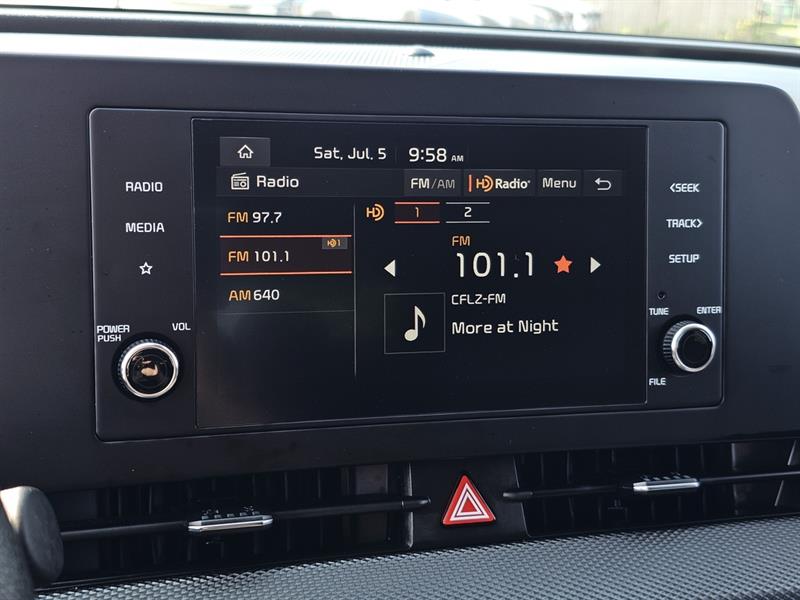 Sat, Jul. 5 9:58 AM
Radio FM/AM HD Radio Menu
RADIO
MEDIA
POWER PUSH
VOL
FM 97.7
FM 101.1 HD1
AM 640
HD 1 2
FM
101.1
CFLZ-FM
More at Night
<SEEK
TRACK>
SETUP
TUNE
ENTER
FILE